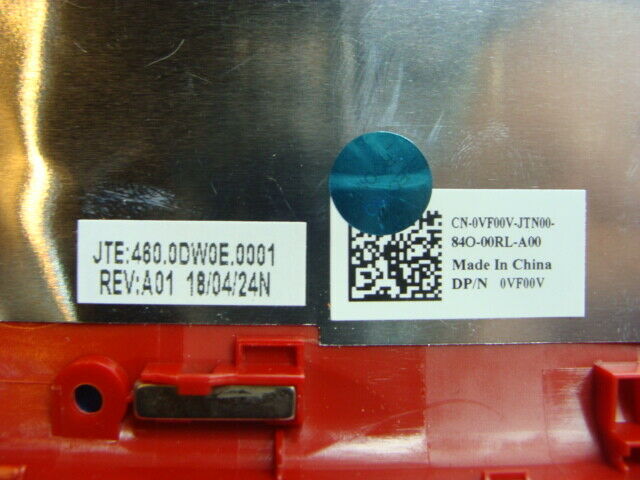 JTE:460.0DW0E.0001
REV:A01 18/04/24N
CN-0VF00V-JTN00-
84O-00RL-A00
Made In China
DP/N 0VF00V